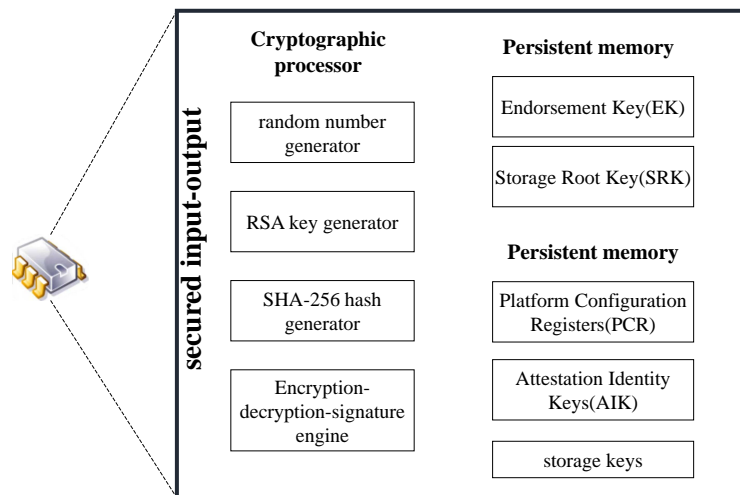 secured input-output
Cryptographic
processor
random number
generator
RSA key generator
SHA-256 hash
generator
Encryption-
decryption-signature
engine
Persistent memory
Endorsement Key(EK)
Storage Root Key(SRK)
Persistent memory
Platform Configuration
Registers(PCR)
Attestation Identity
Keys(AIK)
storage keys